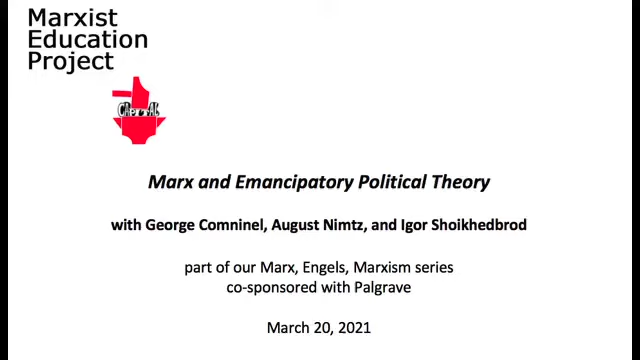 Marxist
Education
Project
CAPITAL
Marx and Emancipatory Political Theory
with George Comninel, August Nimtz, and Igor Shoikhedbrod
part of our Marx, Engels, Marxism series
co-sponsored with Palgrave
March 20, 2021